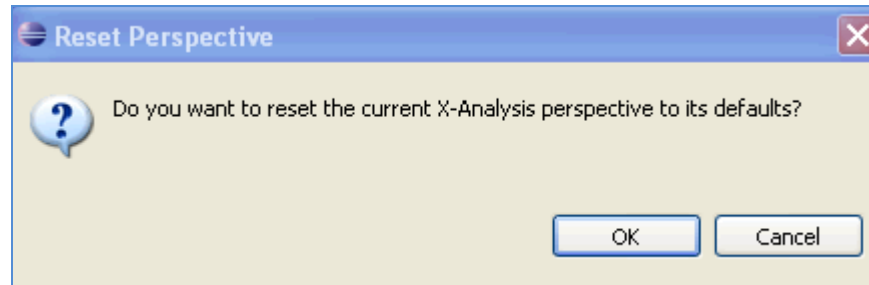 Reset Perspective
Do you want to reset the current X-Analysis perspective to its defaults?
OK
Cancel